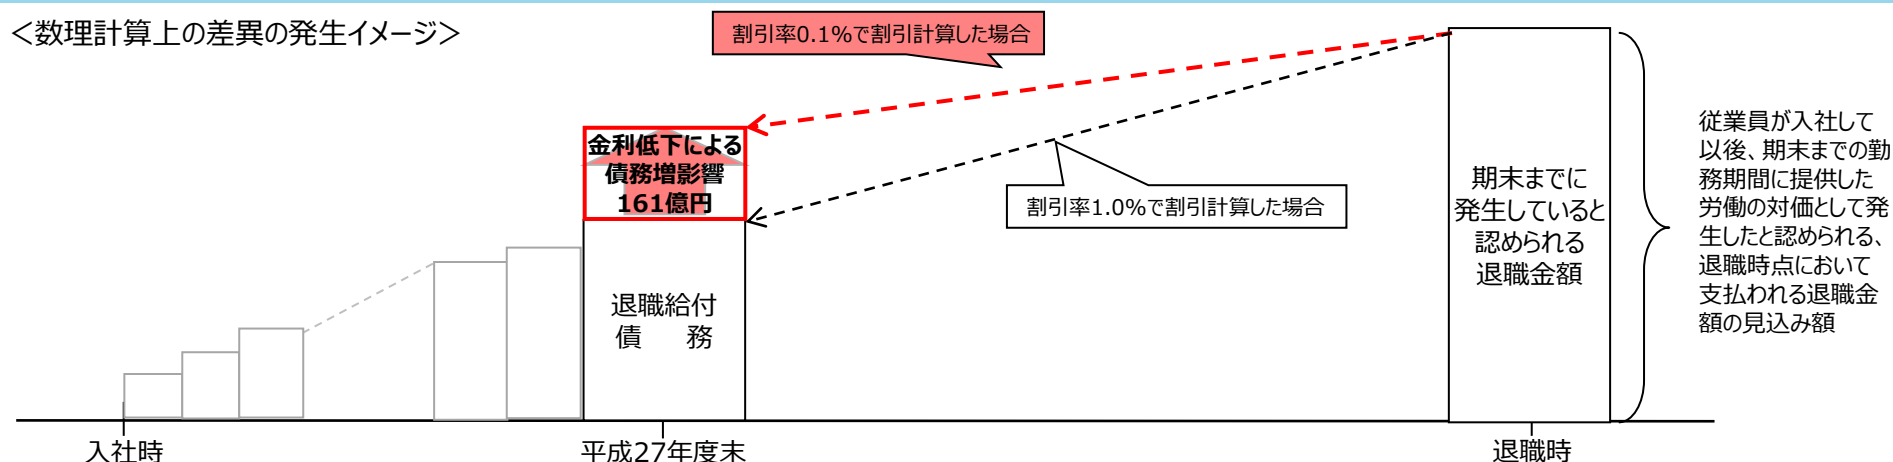 ＜数理計算上の差異の発生イメージ＞
割引率0.1%で割引計算した場合
金利低下による
債務増影響
161億円
割引率1.0%で割引計算した場合
退職給付
債　務
期末までに
発生していると
認められる
退職金額
従業員が入社して
以後、期末までの勤
務期間に提供した
労働の対価として発
生したと認められる、
退職時点において
支払われる退職金
額の見込み額
入社時
平成27年度末
退職時